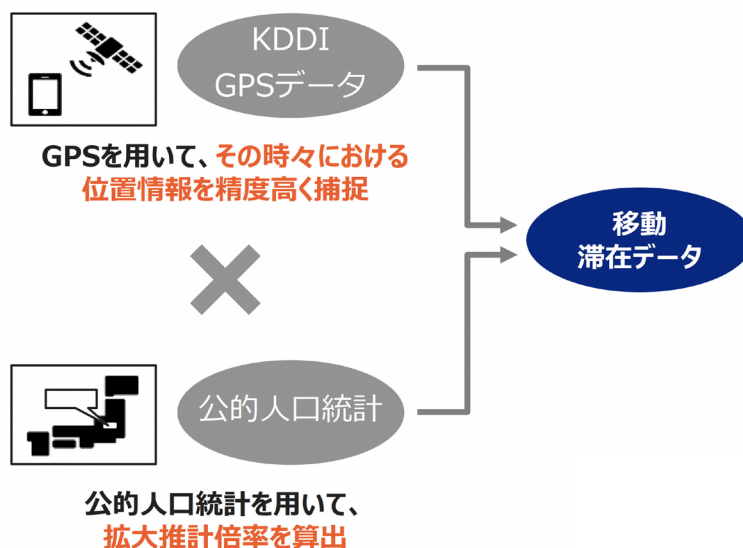 KDDI
GPSデータ
GPSを用いて、その時々における
位置情報を精度高く捕捉
移動
滞在データ
公的人口統計
公的人口統計を用いて、
拡大推計倍率を算出